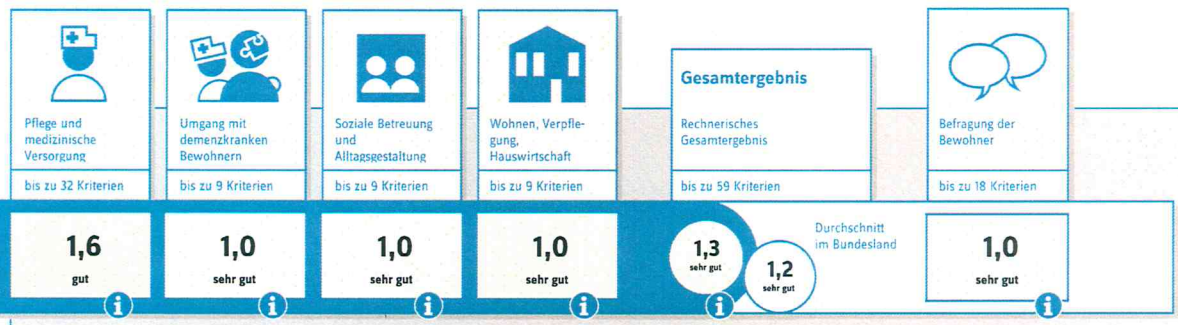 Pflege und
medizinische
Versorgung
bis zu 32 Kriterien
1,6
gut
i
Umgang mit
demenzkranken
Bewohnern
bis zu 9 Kriterien
1,0
sehr gut
i
Soziale Betreuung
und
Alltagsgestaltung
bis zu 9 Kriterien
1,0
sehr gut
i
Wohnen, Verpfle-
gung,
Hauswirtschaft
bis zu 9 Kriterien
1,0
sehr gut
i
Gesamtergebnis
Rechnerisches
Gesamtergebnis
bis zu 59 Kriterien
1,3
sehr gut
i
Durchschnitt
im Bundesland
1,2
sehr gut
Befragung der
Bewohner
bis zu 18 Kriterien
1,0
sehr gut
i